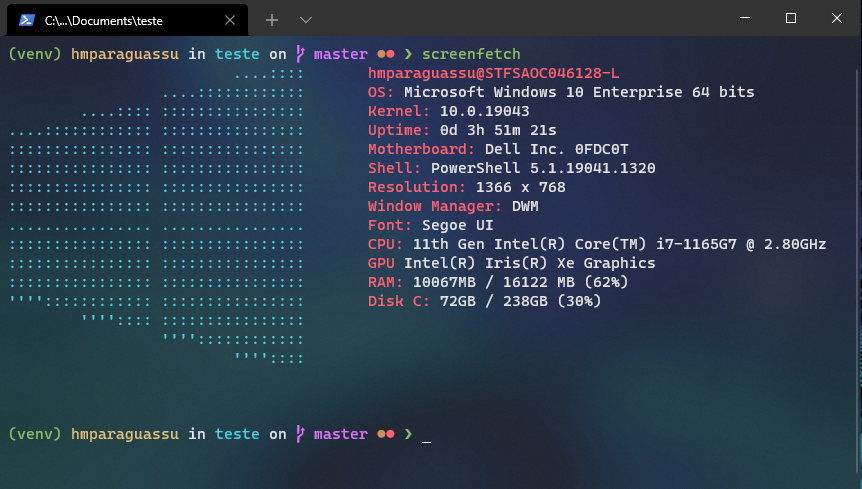 C:\...\Documents\teste
(venv) hmparaguassu in teste on master ❯ screenfetch
hmparaguassu@STFSAOC046128-L
OS: Microsoft Windows 10 Enterprise 64 bits
Kernel: 10.0.19043
Uptime: 0d 3h 51m 21s
Motherboard: Dell Inc. 0FDC0T
Shell: PowerShell 5.1.19041.1320
Resolution: 1366 x 768
Window Manager: DWM
Font: Segoe UI
CPU: 11th Gen Intel(R) Core(TM) i7-1165G7 @ 2.80GHz
GPU Intel(R) Iris(R) Xe Graphics
RAM: 10067MB / 16122 MB (62%)
Disk C: 72GB / 238GB (30%)
(venv) hmparaguassu in teste on master ❯ _